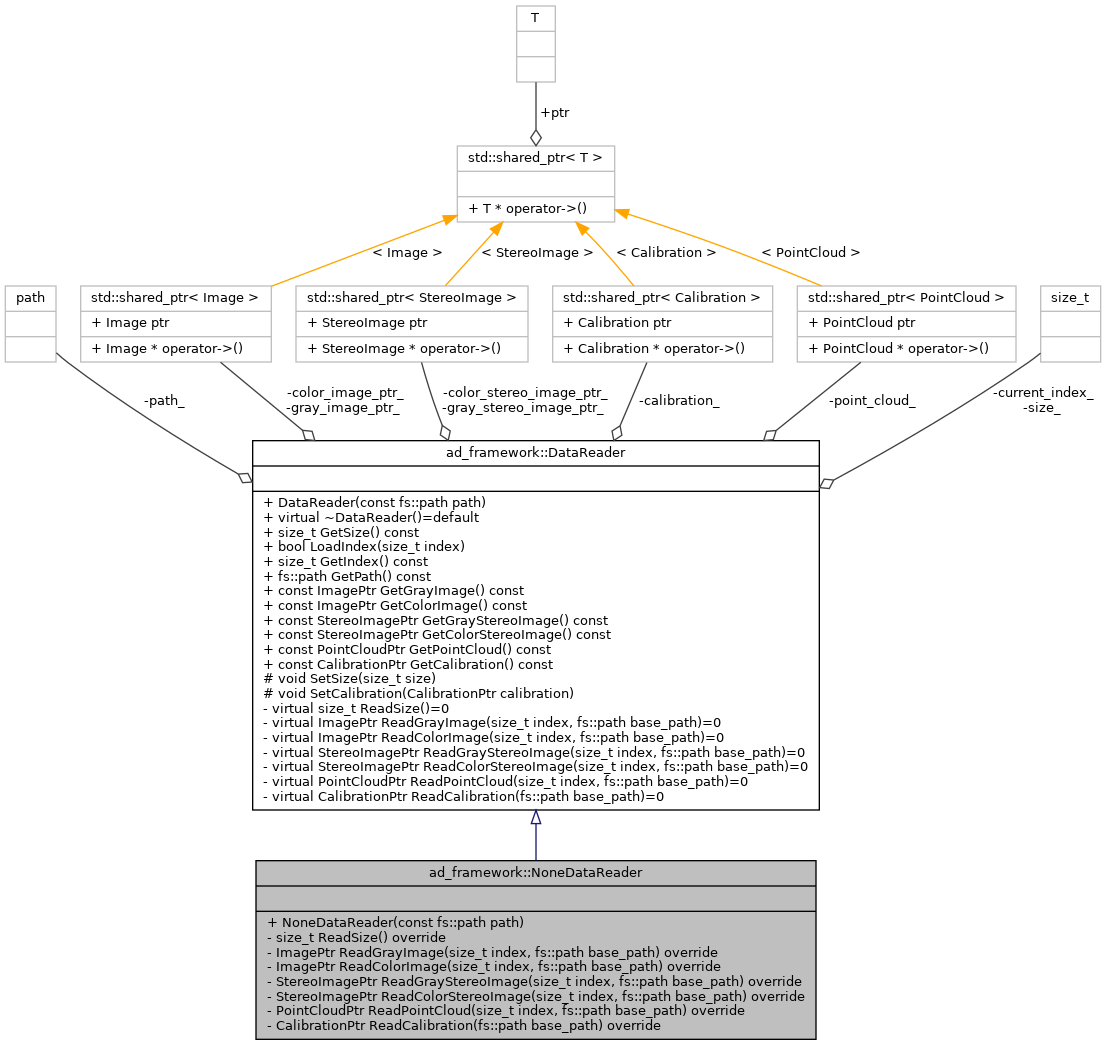 T
+ptr
std::shared_ptr< T >
+ T * operator->()
< Image >
< StereoImage >
< Calibration >
< PointCloud >
path
std::shared_ptr< Image >
+ Image ptr
+ Image * operator->()
std::shared_ptr< StereoImage >
+ StereoImage ptr
+ StereoImage * operator->()
std::shared_ptr< Calibration >
+ Calibration ptr
+ Calibration * operator->()
std::shared_ptr< PointCloud >
+ PointCloud ptr
+ PointCloud * operator->()
size_t
-path_
-color_image_ptr_
-gray_image_ptr_
-color_stereo_image_ptr_
-gray_stereo_image_ptr_
-calibration_
-point_cloud_
-current_index_
-size_
ad_framework::DataReader
+ DataReader(const fs::path path)
+ virtual ~DataReader()=default
+ size_t GetSize() const
+ bool LoadIndex(size_t index)
+ size_t GetIndex() const
+ fs::path GetPath() const
+ const ImagePtr GetGrayImage() const
+ const ImagePtr GetColorImage() const
+ const StereoImagePtr GetGrayStereoImage() const
+ const StereoImagePtr GetColorStereoImage() const
+ const PointCloudPtr GetPointCloud() const
+ const CalibrationPtr GetCalibration() const
# void SetSize(size_t size)
# void SetCalibration(CalibrationPtr calibration)
- virtual size_t ReadSize()=0
- virtual ImagePtr ReadGrayImage(size_t index, fs::path base_path)=0
- virtual ImagePtr ReadColorImage(size_t index, fs::path base_path)=0
- virtual StereoImagePtr ReadGrayStereoImage(size_t index, fs::path base_path)=0
- virtual StereoImagePtr ReadColorStereoImage(size_t index, fs::path base_path)=0
- virtual PointCloudPtr ReadPointCloud(size_t index, fs::path base_path)=0
- virtual CalibrationPtr ReadCalibration(fs::path base_path)=0
ad_framework::NoneDataReader
+ NoneDataReader(const fs::path path)
- size_t ReadSize() override
- ImagePtr ReadGrayImage(size_t index, fs::path base_path) override
- ImagePtr ReadColorImage(size_t index, fs::path base_path) override
- StereoImagePtr ReadGrayStereoImage(size_t index, fs::path base_path) override
- StereoImagePtr ReadColorStereoImage(size_t index, fs::path base_path) override
- PointCloudPtr ReadPointCloud(size_t index, fs::path base_path) override
- CalibrationPtr ReadCalibration(fs::path base_path) override